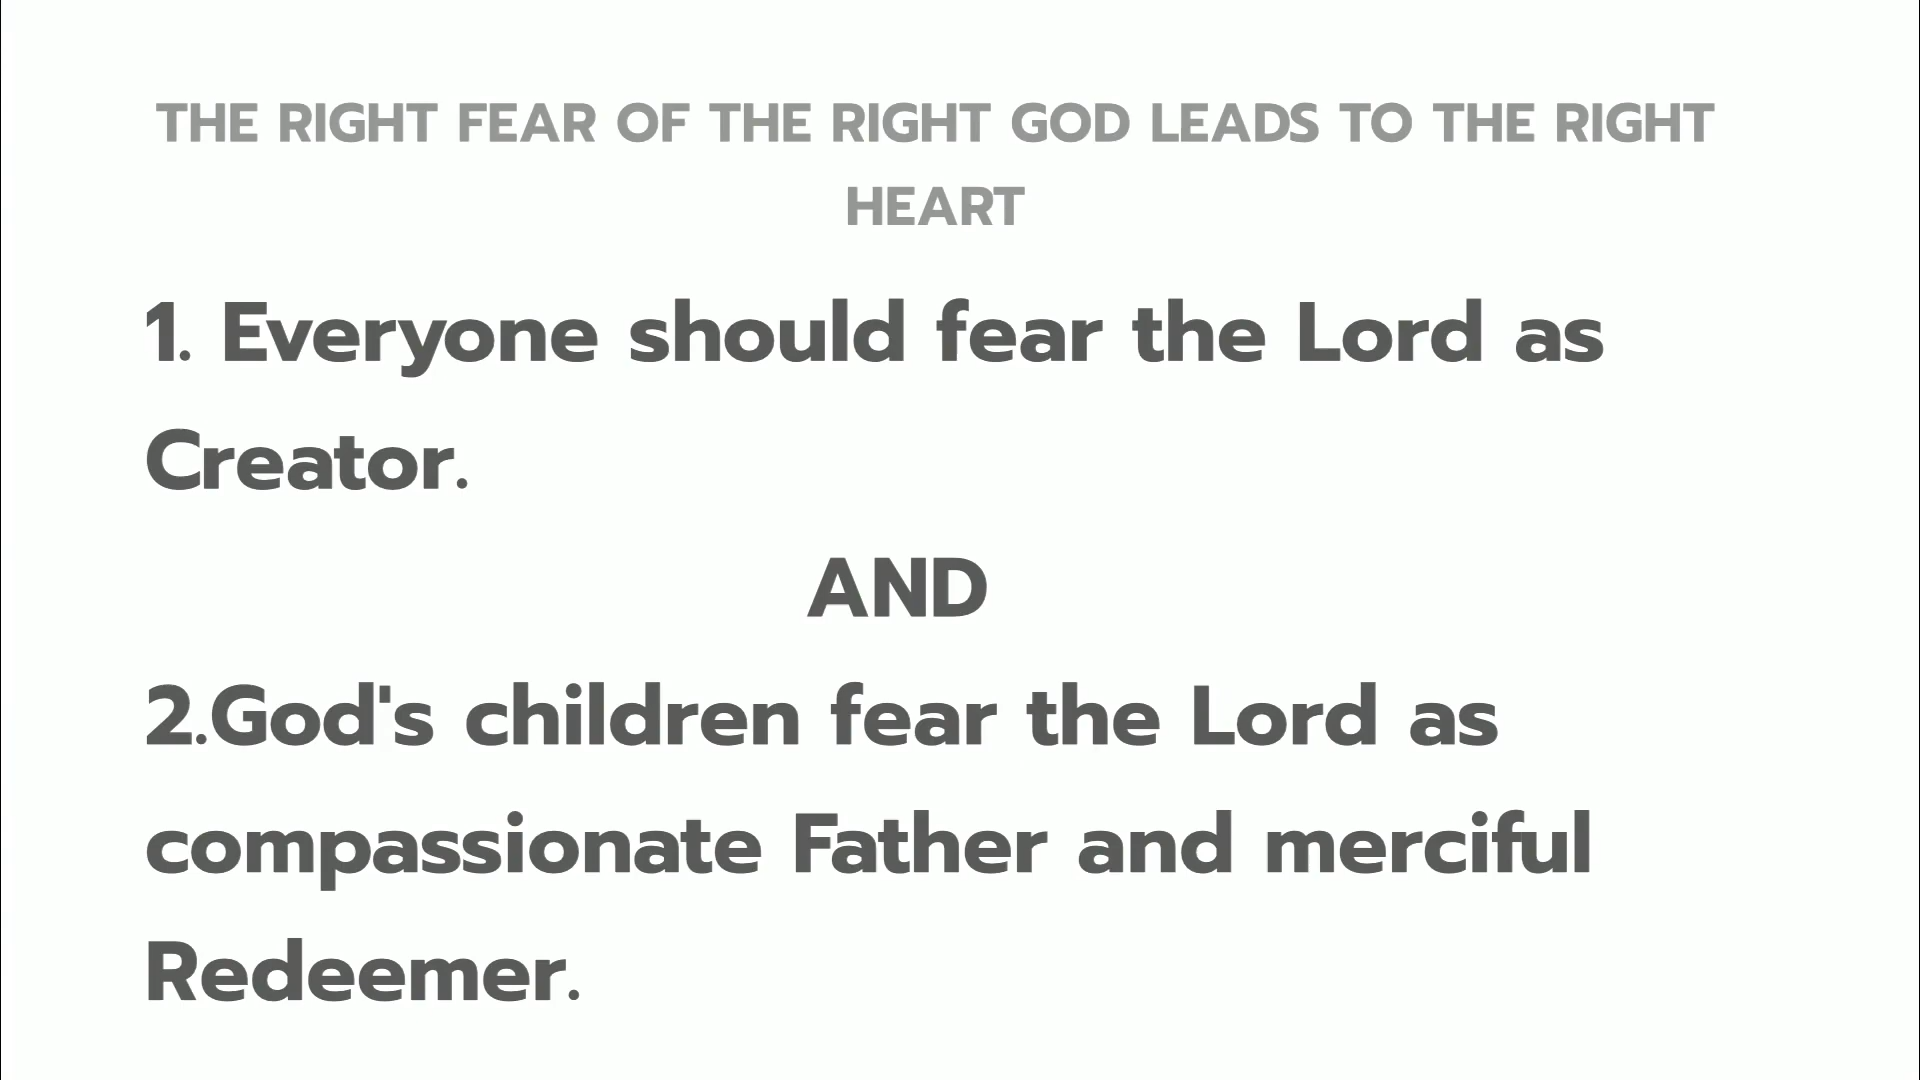 THE RIGHT FEAR OF THE RIGHT GOD LEADS TO THE RIGHT
HEART
1. Everyone should fear the Lord as
Creator.
AND
2.God's children fear the Lord as
compassionate Father and merciful
Redeemer.